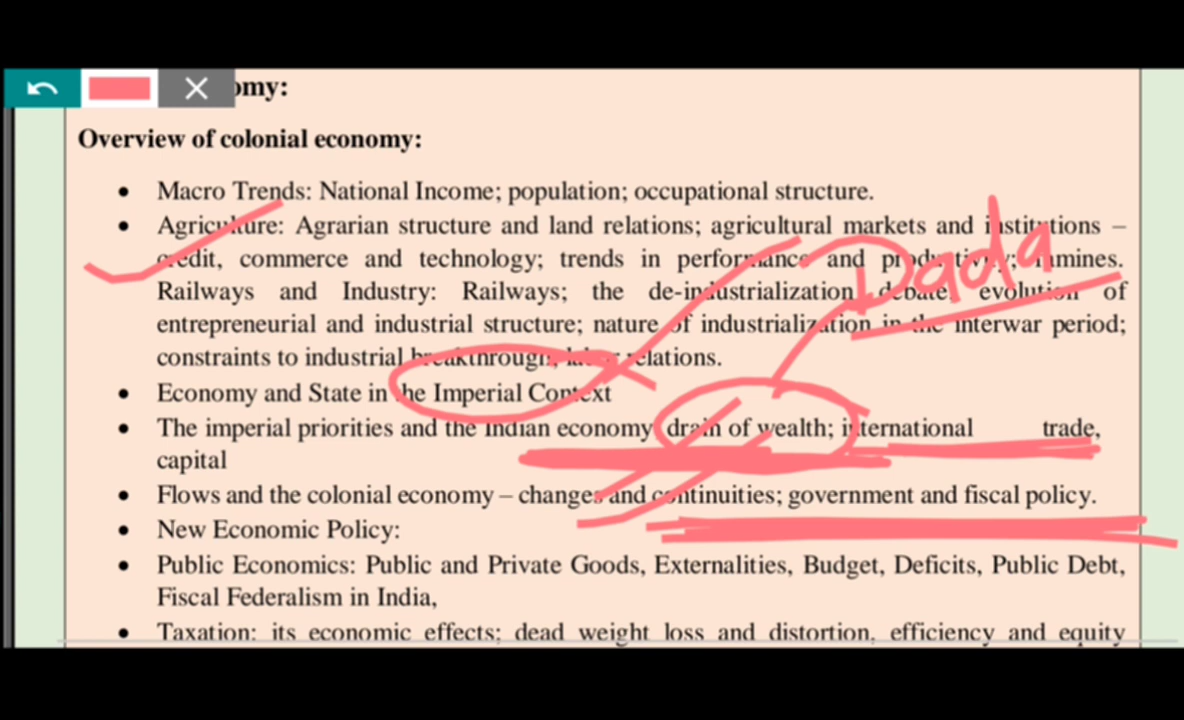 omy:
Overview of colonial economy:
• Macro Trends: National Income; population; occupational structure.
• Agriculture: Agrarian structure and land relations; agricultural markets and institutions –
credit, commerce and technology; trends in performance and productivity; famines.
Railways and Industry: Railways; the de-industrialization debate; evolution of
entrepreneurial and industrial structure; nature of industrialization in the interwar period;
constraints to industrial breakthrough; labor relations.
• Economy and State in the Imperial Context
• The imperial priorities and the Indian economy drain of wealth; international trade,
capital
• Flows and the colonial economy – changes and continuities; government and fiscal policy.
• New Economic Policy:
• Public Economics: Public and Private Goods, Externalities, Budget, Deficits, Public Debt,
Fiscal Federalism in India,
• Taxation: its economic effects; dead weight loss and distortion, efficiency and equity
Dada